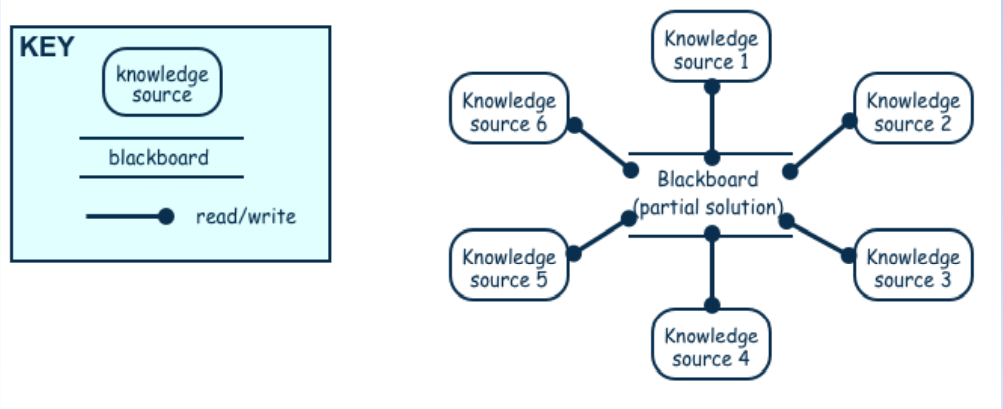 KEY
knowledge
source
blackboard
read/write
Knowledge
source 1
Knowledge
source 6
Knowledge
source 2
Blackboard
(partial solution)
Knowledge
source 5
Knowledge
source 3
Knowledge
source 4